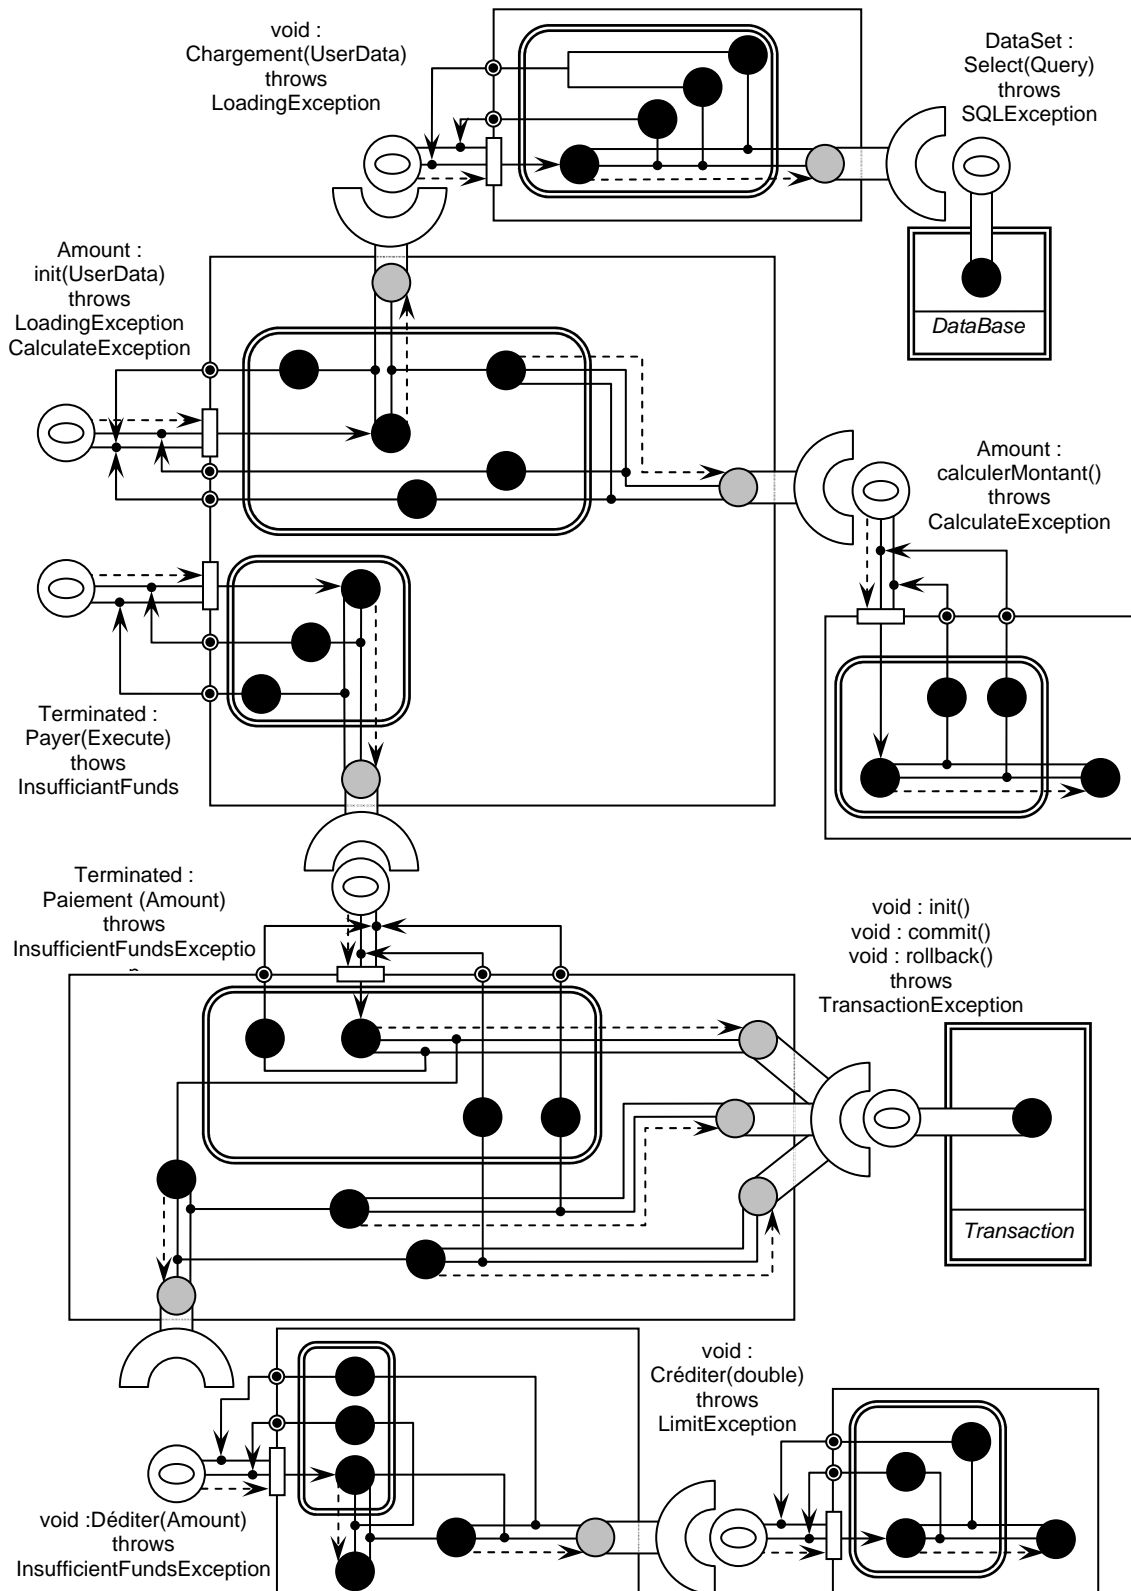 void :
Chargement(UserData)
throws
LoadingException
DataSet :
Select(Query)
throws
SQLException
DataBase
Amount :
init(UserData)
throws
LoadingException
CalculateException
Amount :
calculerMontant()
throws
CalculateException
Terminated :
Payer(Execute)
thows
InsufficiantFunds
Terminated :
Paiement (Amount)
throws
InsufficientFundsExceptio
void : init()
void : commit()
void : rollback()
throws
TransactionException
Transaction
void :
Créditer(double)
throws
LimitException
void :Déditer(Amount)
throws
InsufficientFundsException